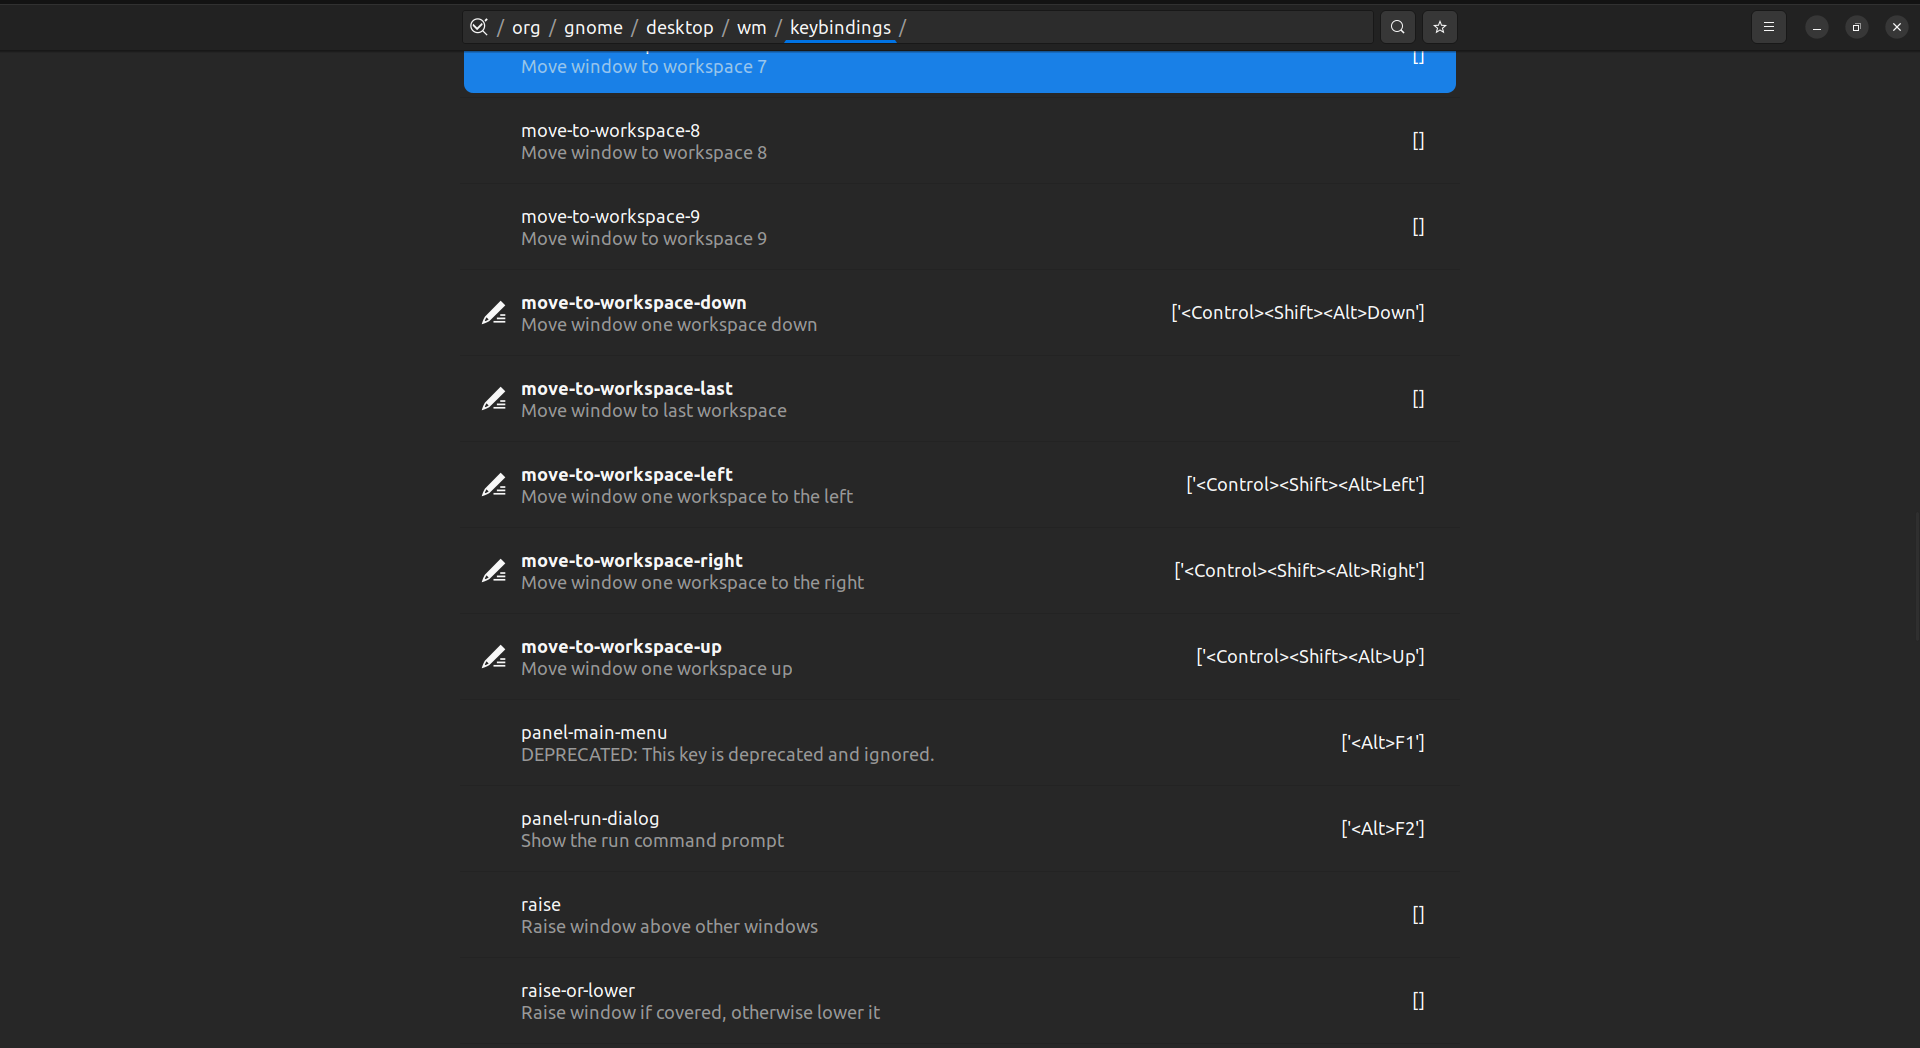 / org / gnome / desktop / wm / keybindings /
Move window to workspace 7
[]
move-to-workspace-8
Move window to workspace 8
[]
move-to-workspace-9
Move window to workspace 9
[]
move-to-workspace-down
Move window one workspace down
['<Control><Shift><Alt>Down']
move-to-workspace-last
Move window to last workspace
[]
move-to-workspace-left
Move window one workspace to the left
['<Control><Shift><Alt>Left']
move-to-workspace-right
Move window one workspace to the right
['<Control><Shift><Alt>Right']
move-to-workspace-up
Move window one workspace up
['<Control><Shift><Alt>Up']
panel-main-menu
DEPRECATED: This key is deprecated and ignored.
['<Alt>F1']
panel-run-dialog
Show the run command prompt
['<Alt>F2']
raise
Raise window above other windows
[]
raise-or-lower
Raise window if covered, otherwise lower it
[]